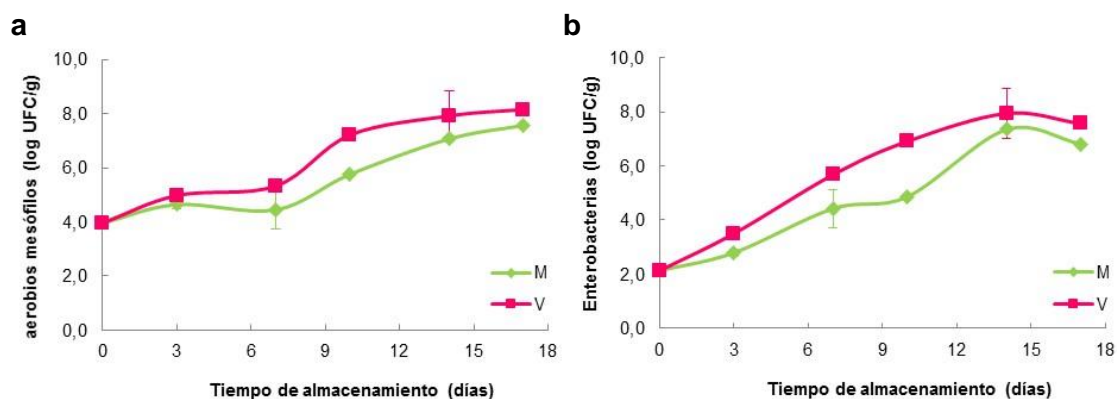 a
aerobios mesófilos (log UFC/g)
10,0
8,0
6,0
4,0
2,0
0,0
M
V
0 3 6 9 12 15 18
Tiempo de almacenamiento (días)
b
Enterobacterias (log UFC/g)
10,0
8,0
6,0
4,0
2,0
0,0
M
V
0 3 6 9 12 15 18
Tiempo de almacenamiento (días)